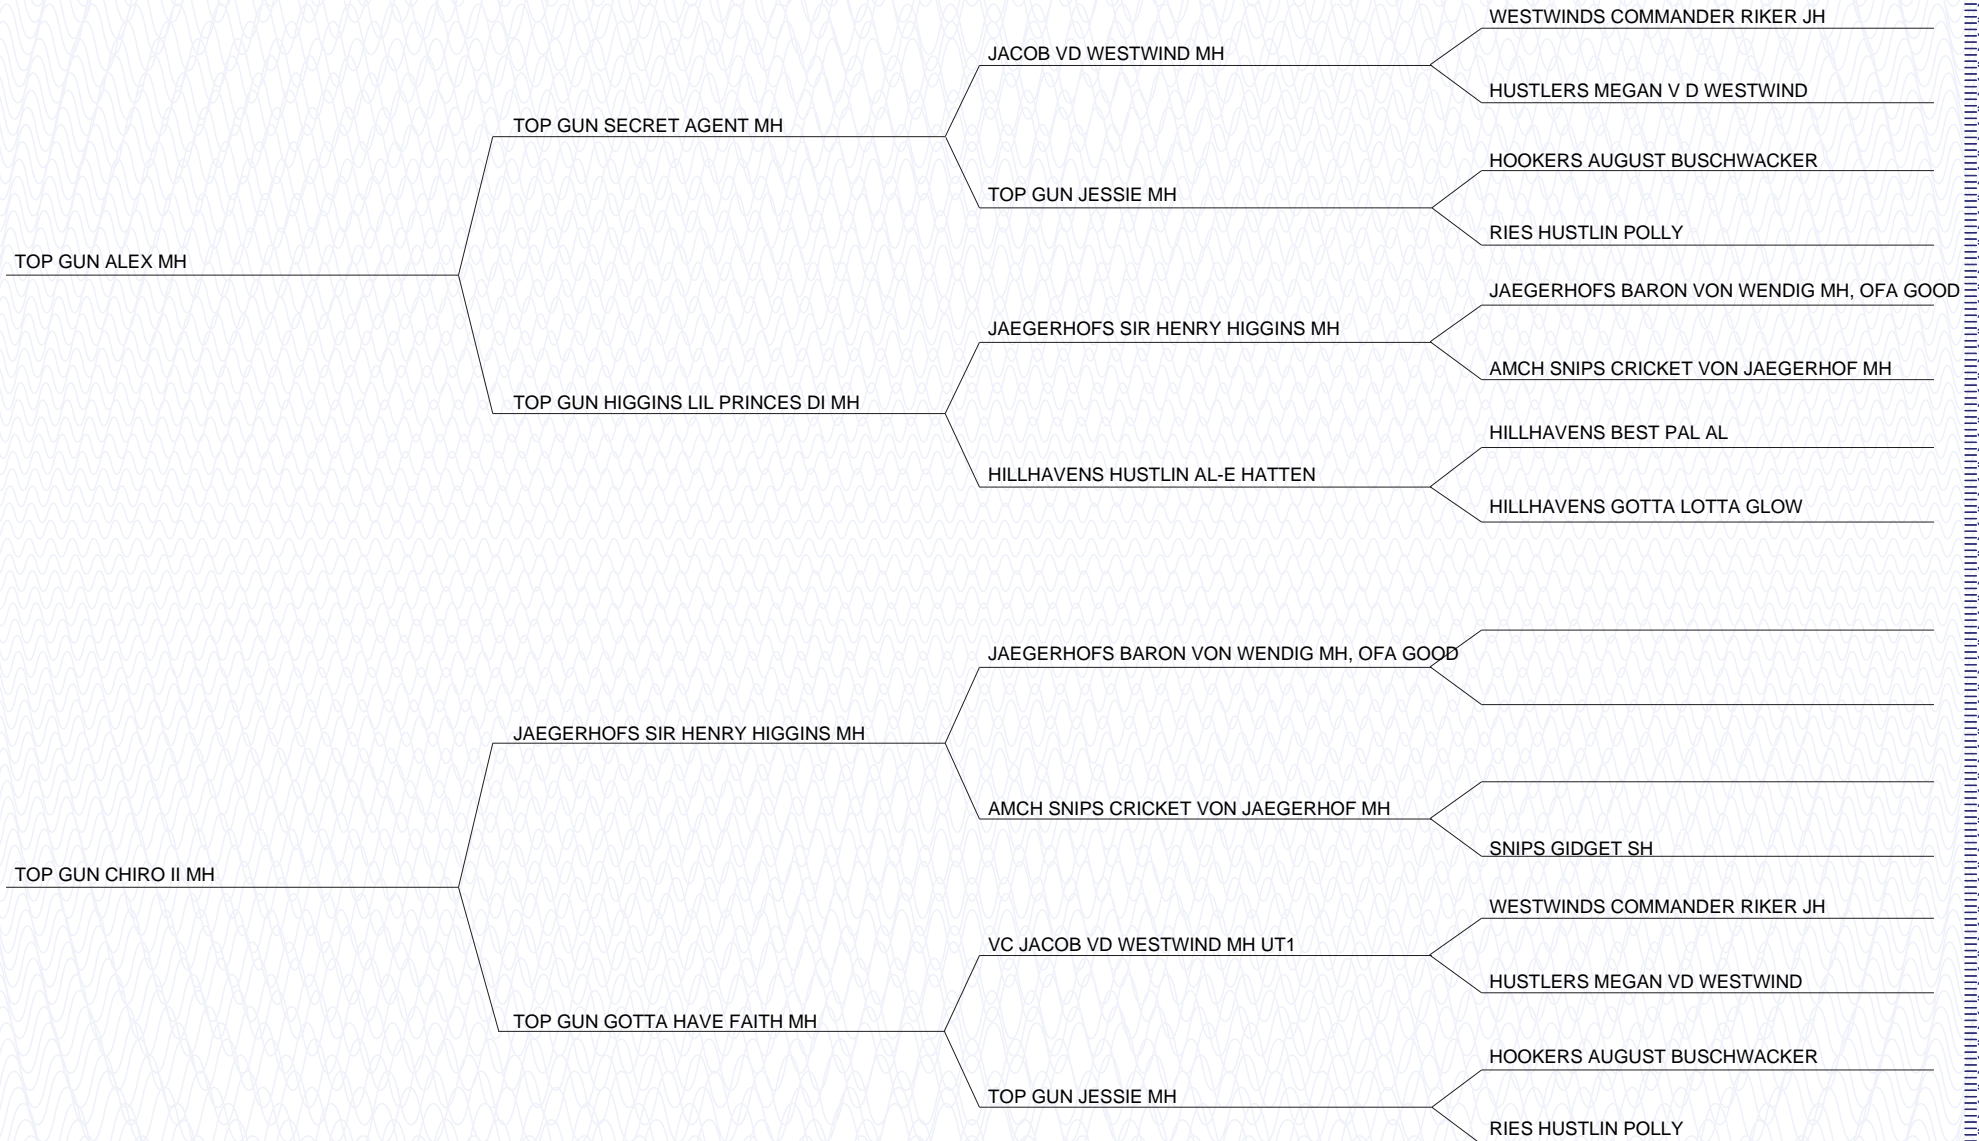 WESTWINDS COMMANDER RIKER JH
JACOB VD WESTWIND MH
HUSTLERS MEGAN V D WESTWIND
TOP GUN SECRET AGENT MH
HOOKERS AUGUST BUSCHWACKER
TOP GUN JESSIE MH
RIES HUSTLIN POLLY
TOP GUN ALEX MH
JAEGERHOFS BARON VON WENDIG MH, OFA GOOD
JAEGERHOFS SIR HENRY HIGGINS MH
AMCH SNIPS CRICKET VON JAEGERHOF MH
TOP GUN HIGGINS LIL PRINCES DI MH
HILLHAVENS BEST PAL AL
HILLHAVENS HUSTLIN AL-E HATTEN
HILLHAVENS GOTTA LOTTA GLOW
JAEGERHOFS BARON VON WENDIG MH, OFA GOOD
JAEGERHOFS SIR HENRY HIGGINS MH
AMCH SNIPS CRICKET VON JAEGERHOF MH
SNIPS GIDGET SH
TOP GUN CHIRO II MH
WESTWINDS COMMANDER RIKER JH
VC JACOB VD WESTWIND MH UT1
HUSTLERS MEGAN VD WESTWIND
TOP GUN GOTTA HAVE FAITH MH
HOOKERS AUGUST BUSCHWACKER
TOP GUN JESSIE MH
RIES HUSTLIN POLLY